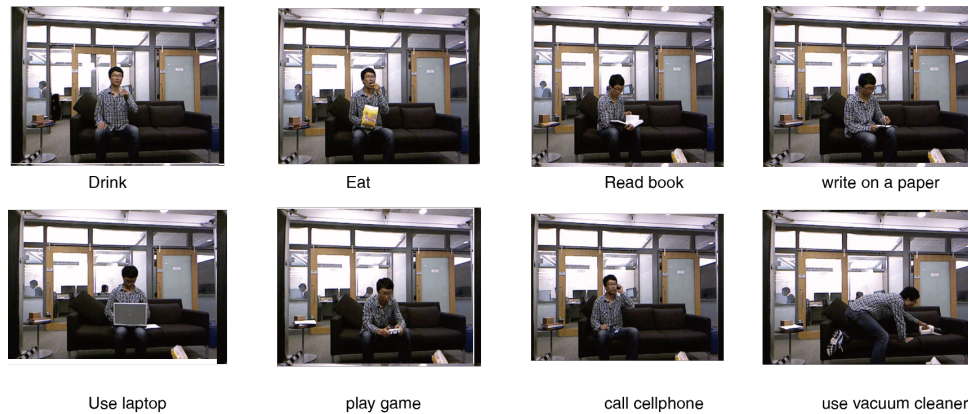 Drink
Eat
Read book
write on a paper
Use laptop
play game
call cellphone
use vacuum cleaner